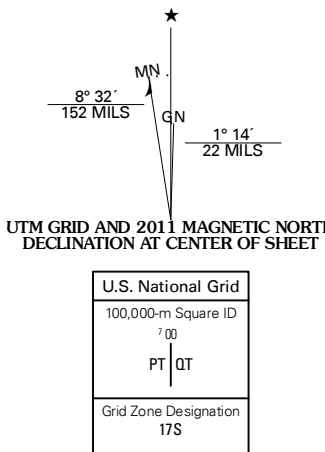 MN
GN
8° 32´
152 MILS
1° 14´
22 MILS
UTM GRID AND 2011 MAGNETIC NORTH
DECLINATION AT CENTER OF SHEET
U.S. National Grid
100,000-m Square ID
7 00
PT QT
Grid Zone Designation
17S